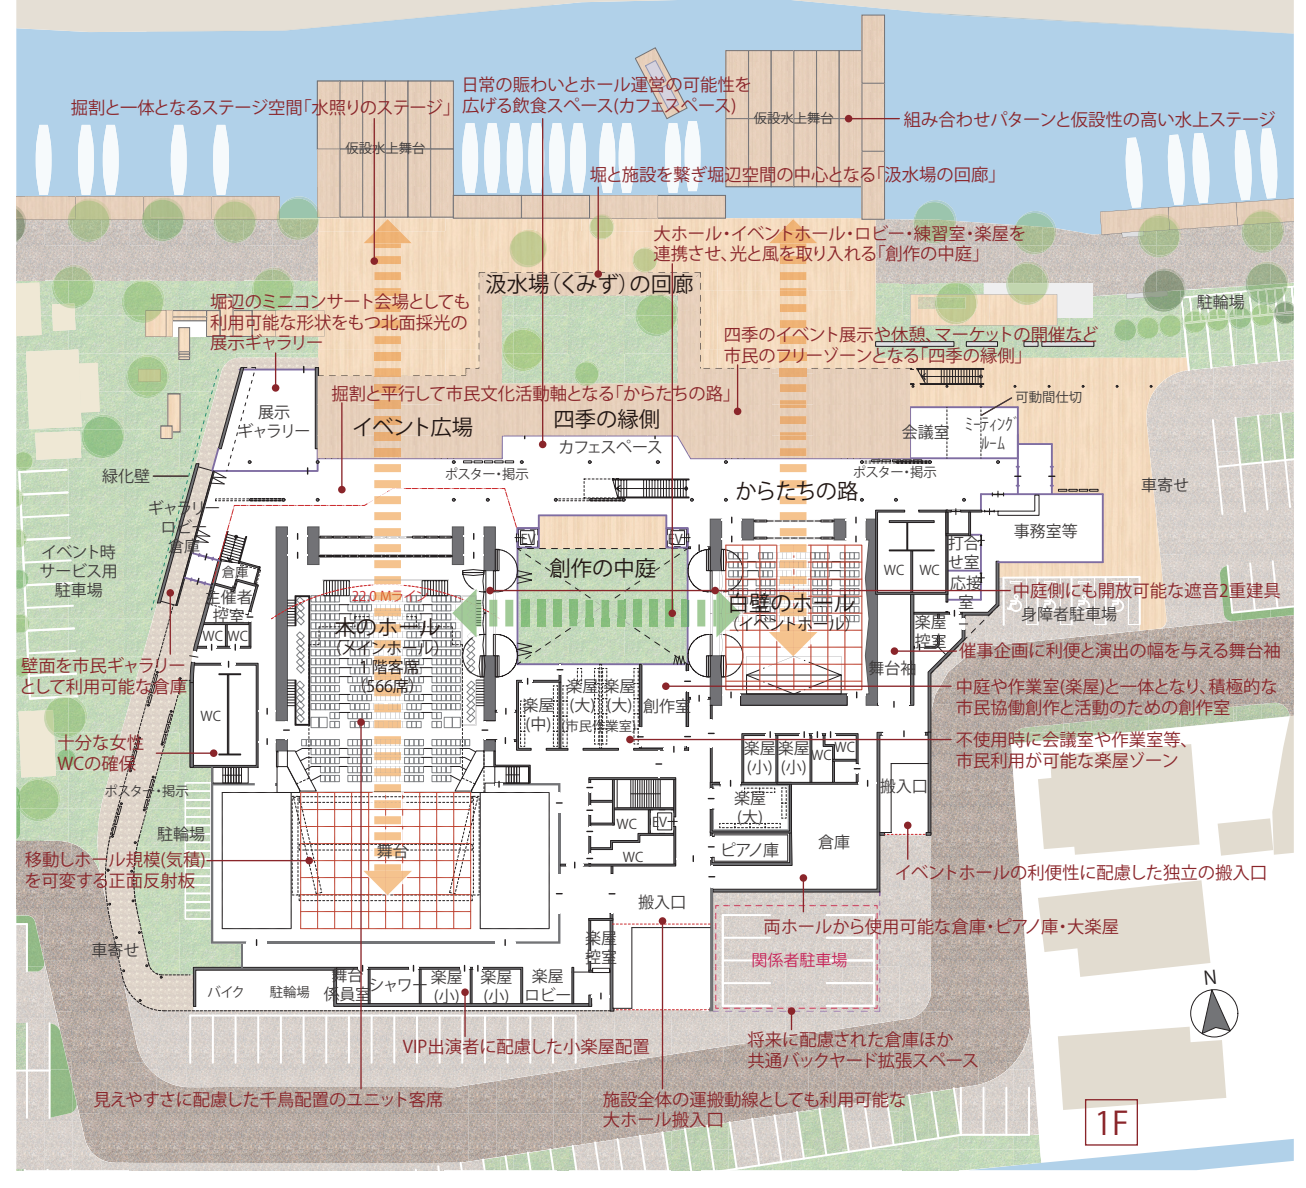 日常の賑わいとホール運営の可能性を
広げる飲食スペース(カフェスペース)
掘割と一体となるステージ空間「水照りのステージ」
仮設水上舞台
仮設水上舞台
組み合わせパターンと仮設性の高い水上ステージ
堀と施設を繋ぎ堀辺空間の中心となる「汲水場の回廊」
大ホール・イベントホール・ロビー・練習室・楽屋を
連携させ、光と風を取り入れる「創作の中庭」
汲水場(くみず)の回廊
堀辺のミニコンサート会場としても
利用可能な形状をもつ北面採光の
展示ギャラリー
駐輪場
四季のイベント展示や休憩、マーケットの開催など
市民のフリーゾーンとなる「四季の縁側」
掘割と平行して市民文化活動軸となる「からたちの路」
可動間仕切
展示
ギャラリー
イベント広場
四季の縁側
カフェスペース
会議室
ミーティング
ルーム
ポスター・掲示
ポスター・掲示
緑化壁
からたちの路
車寄せ
ギャラリー
ロビー
倉庫
事務室等
イベント時
サービス用
駐車場
EV
EV
打合
せ室
倉庫
創作の中庭
WC
WC
応接
室
主催者
控室
22.0 Mライン
中庭側にも開放可能な遮音2重建具
身障者駐車場
木のホール
(メインホール)
1階客席
(566席)
白壁のホール
(イベントホール)
楽屋
控室
WC
WC
催事企画に利便と演出の幅を与える舞台袖
舞台袖
壁面を市民ギャラリー
として利用可能な倉庫
楽屋
(中)
楽屋
(大)
楽屋
(大)
(市民作業室)
創作室
中庭や作業室(楽屋)と一体となり、積極的な
市民協働創作と活動のための創作室
WC
十分な女性
WCの確保
不使用時に会議室や作業室等、
市民利用が可能な楽屋ゾーン
楽屋
(小)
楽屋
(小)
WC
WC
ポスター・掲示
搬入口
楽屋
(大)
駐輪場
WC
EV
倉庫
ピアノ庫
舞台
WC
移動しホール規模(気積)
を可変する正面反射板
イベントホールの利便性に配慮した独立の搬入口
搬入口
両ホールから使用可能な倉庫・ピアノ庫・大楽屋
車寄せ
楽屋
控室
関係者駐車場
バイク
駐輪場
舞台
係員室
シャワー
楽屋
(小)
楽屋
(小)
楽屋
ロビー
N
VIP出演者に配慮した小楽屋配置
将来に配慮された倉庫ほか
共通バックヤード拡張スペース
見えやすさに配慮した千鳥配置のユニット客席
施設全体の運搬動線としても利用可能な
大ホール搬入口
1F